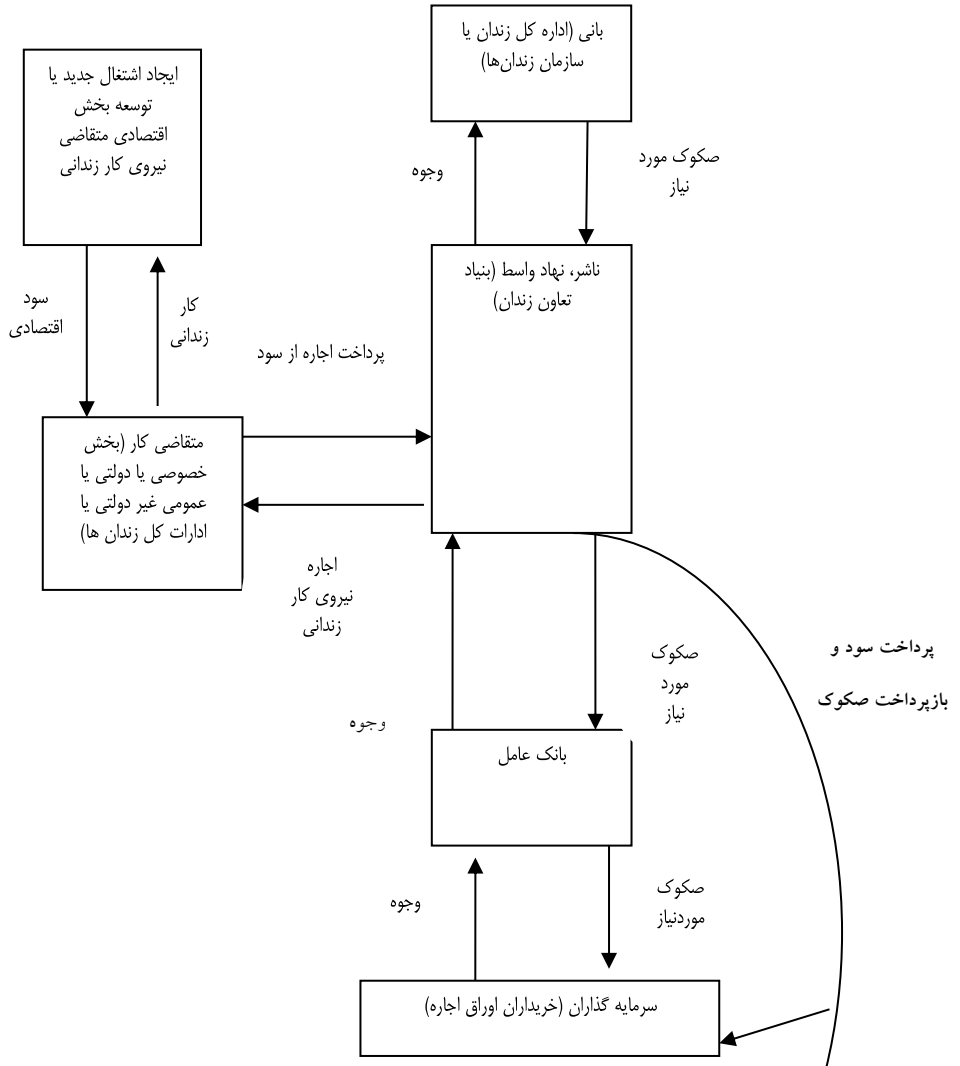 بانی (اداره کل زندان یا
سازمان زندان‌ها)
ایجاد اشتغال جدید یا
توسعه بخش
اقتصادی متقاضی
نیروی کار زندانی
وجوه
صکوک مورد
نیاز
ناشر، نهاد واسط (بنیاد
تعاون زندان)
سود
اقتصادی
کار
زندانی
پرداخت اجاره از سود
متقاضی کار (بخش
خصوصی یا دولتی یا
عمومی غیر دولتی یا
ادارات کل زندان ها)
اجاره
نیروی کار
زندانی
پرداخت سود و
بازپرداخت صکوک
صکوک
مورد
نیاز
وجوه
بانک عامل
صکوک
موردنیاز
وجوه
سرمایه گذاران (خریداران اوراق اجاره)